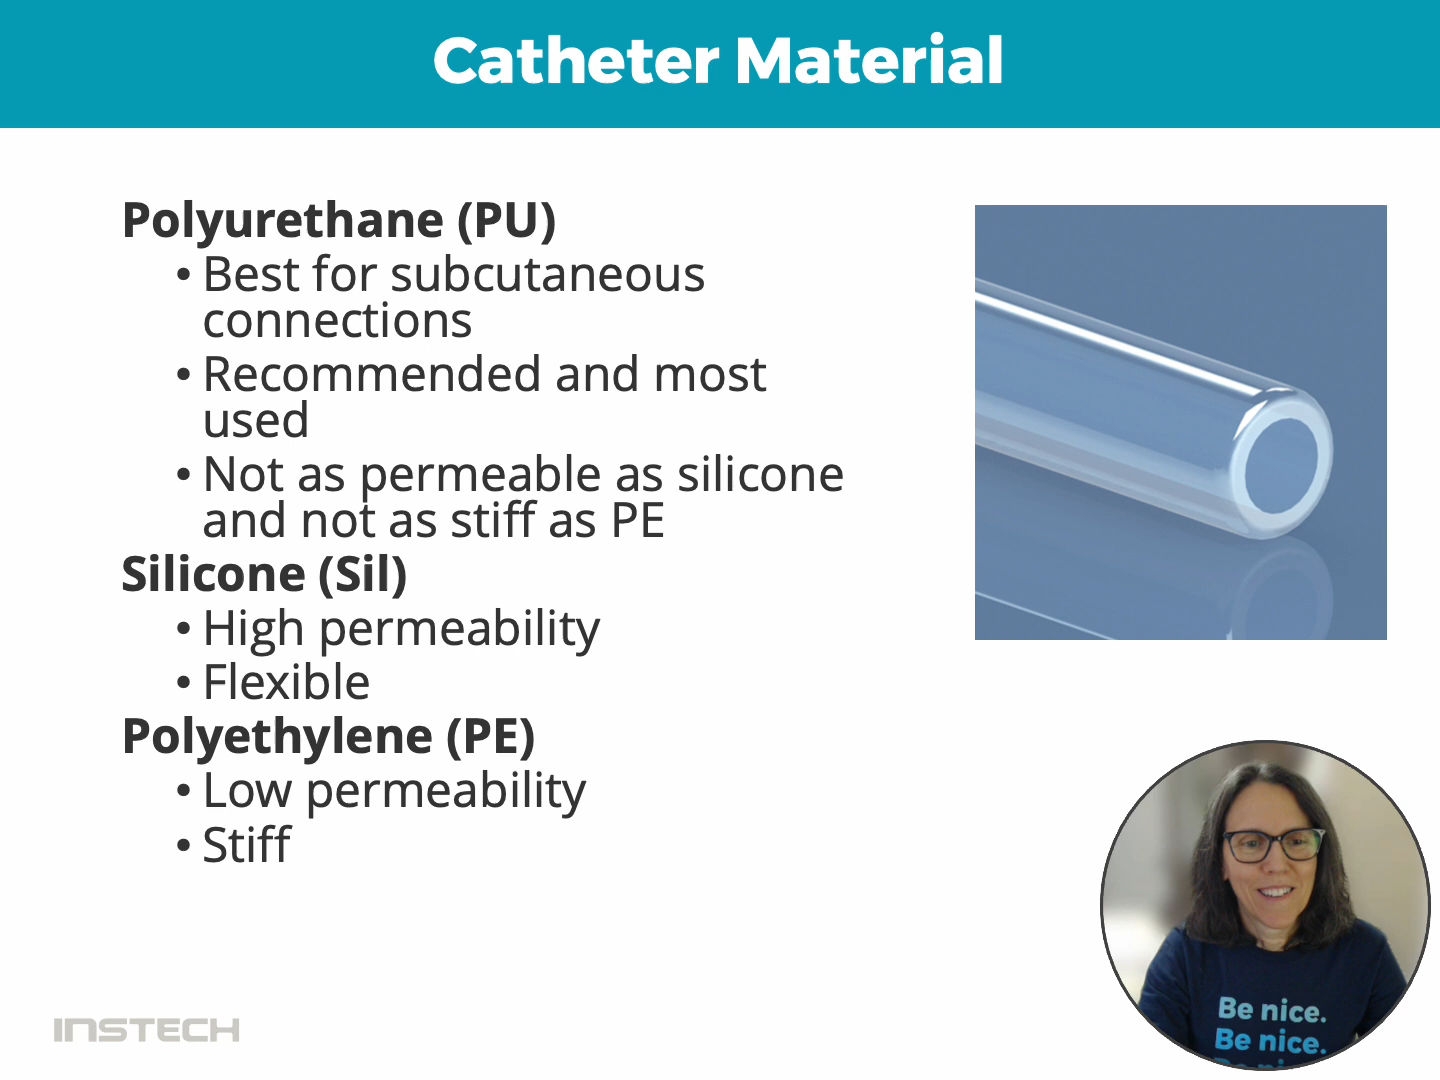 Catheter Material
Polyurethane (PU)
• Best for subcutaneous
connections
• Recommended and most
used
• Not as permeable as silicone
and not as stiff as PE
Silicone (Sil)
• High permeability
• Flexible
Polyethylene (PE)
• Low permeability
• Stiff
INSTECH
Be nice.
Be nice.